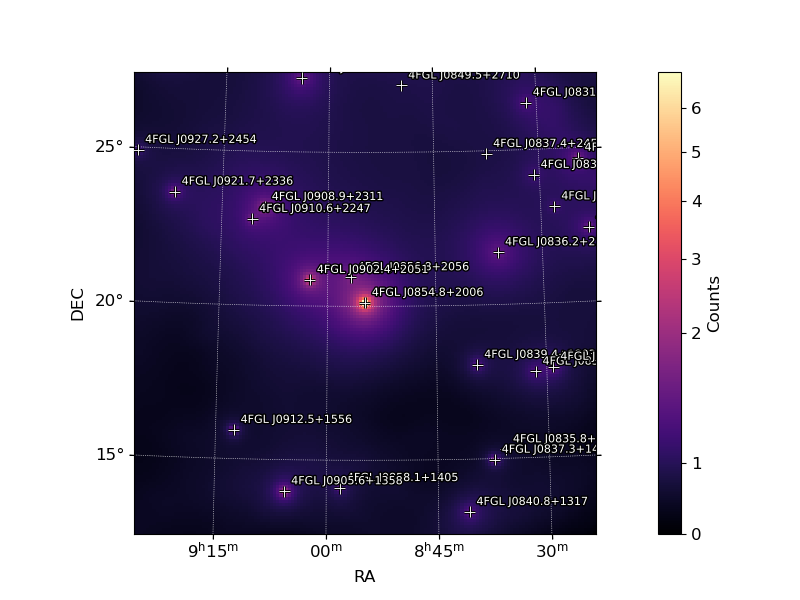 4FGL J0849.5+2710
4FGL J0831
4FGL J0927.2+2454
4FGL J0837.4+24
4FGL J083
4FGL J0921.7+2336
4FGL J0908.9+2311
4FGL J
4FGL J0910.6+2247
4FGL J0836.2+2
4FGL J0902.4+2051
+2056
4FGL J0854.8+2006
4FGL J0839.4
4FGL J0912.5+1556
4FGL J0835.8+
4FGL J0837.3+14
4FGL J0905.6+1358
8.1+1405
4FGL J0840.8+1317
25°
20°
15°
DEC
9h15m
00m
8h45m
30m
RA
6
5
4
3
2
1
0
Counts